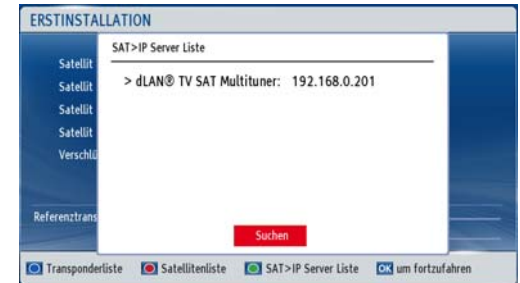 ERSTINSTALLATION
SAT>IP Server Liste
> dLAN® TV SAT Multituner: 192.168.0.201
Satellit
Satellit
Satellit
Satellit
Verschlü
Referenztrans
Suchen
Transponderliste Satellitenliste SAT>IP Server Liste OK um fortzufahren